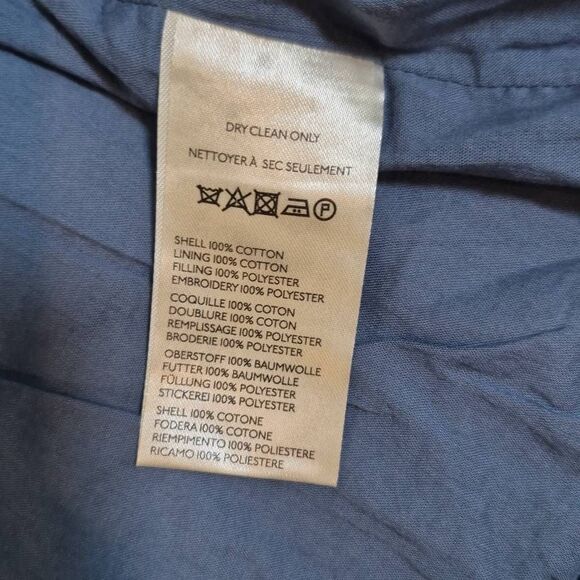 DRY CLEAN ONLY
NETTOYER À SEC SEULEMENT
P
SHELL 100% COTTON
LINING 100% COTTON
FILLING 100% POLYESTER
EMBROIDERY 100% POLYESTER
COQUILLE 100% COTON
DOUBLURE 100% COTON
REMPLISSAGE 100% POLYESTER
BRODERIE 100% POLYESTER
OBERSTOFF 100% BAUMWOLLE
FUTTER 100% BAUMWOLLE
FÜLLUNG 100% POLYESTER
STICKEREI 100% POLYESTER
SHELL 100% COTONE
FODERA 100% COTONE
RIEMPIMENTO 100% POLIESTERE
RICAMO 100% POLIESTERE